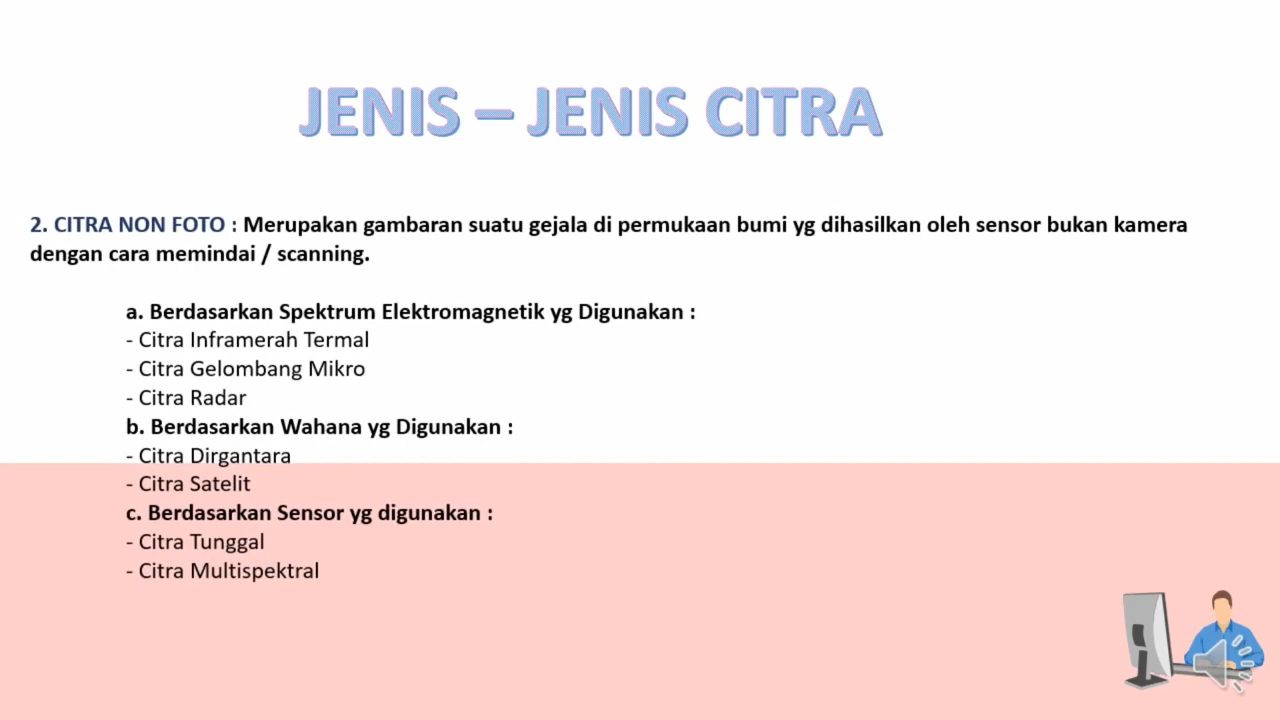 JENIS – JENIS CITRA
2. CITRA NON FOTO : Merupakan gambaran suatu gejala di permukaan bumi yg dihasilkan oleh sensor bukan kamera
dengan cara memindai / scanning.
a. Berdasarkan Spektrum Elektromagnetik yg Digunakan :
- Citra Inframerah Termal
- Citra Gelombang Mikro
- Citra Radar
b. Berdasarkan Wahana yg Digunakan :
- Citra Dirgantara
- Citra Satelit
c. Berdasarkan Sensor yg digunakan :
- Citra Tunggal
- Citra Multispektral